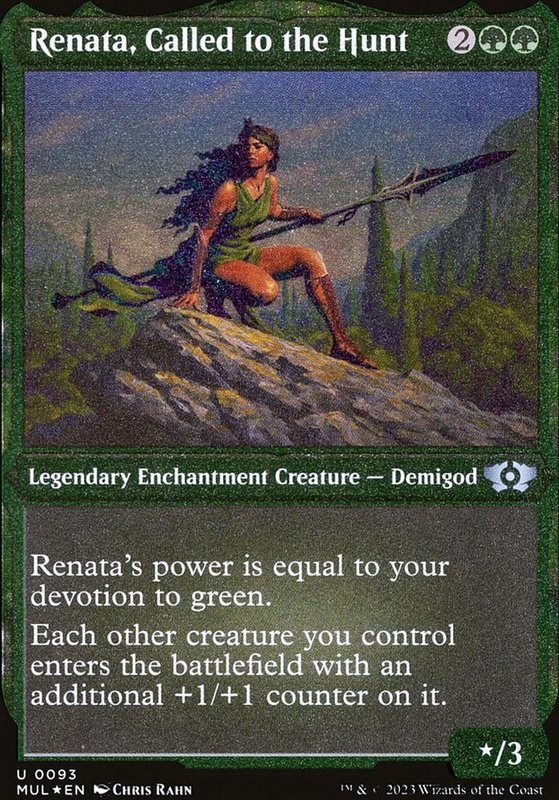 Renata, Called to the Hunt 2
Legendary Enchantment Creature — Demigod
Renata's power is equal to your
devotion to green.
Each other creature you control
enters the battlefield with an
additional +1/+1 counter on it.
★/3
U 0093
MUL★EN Chris Rahn
™ & © 2023 Wizards of the Coast